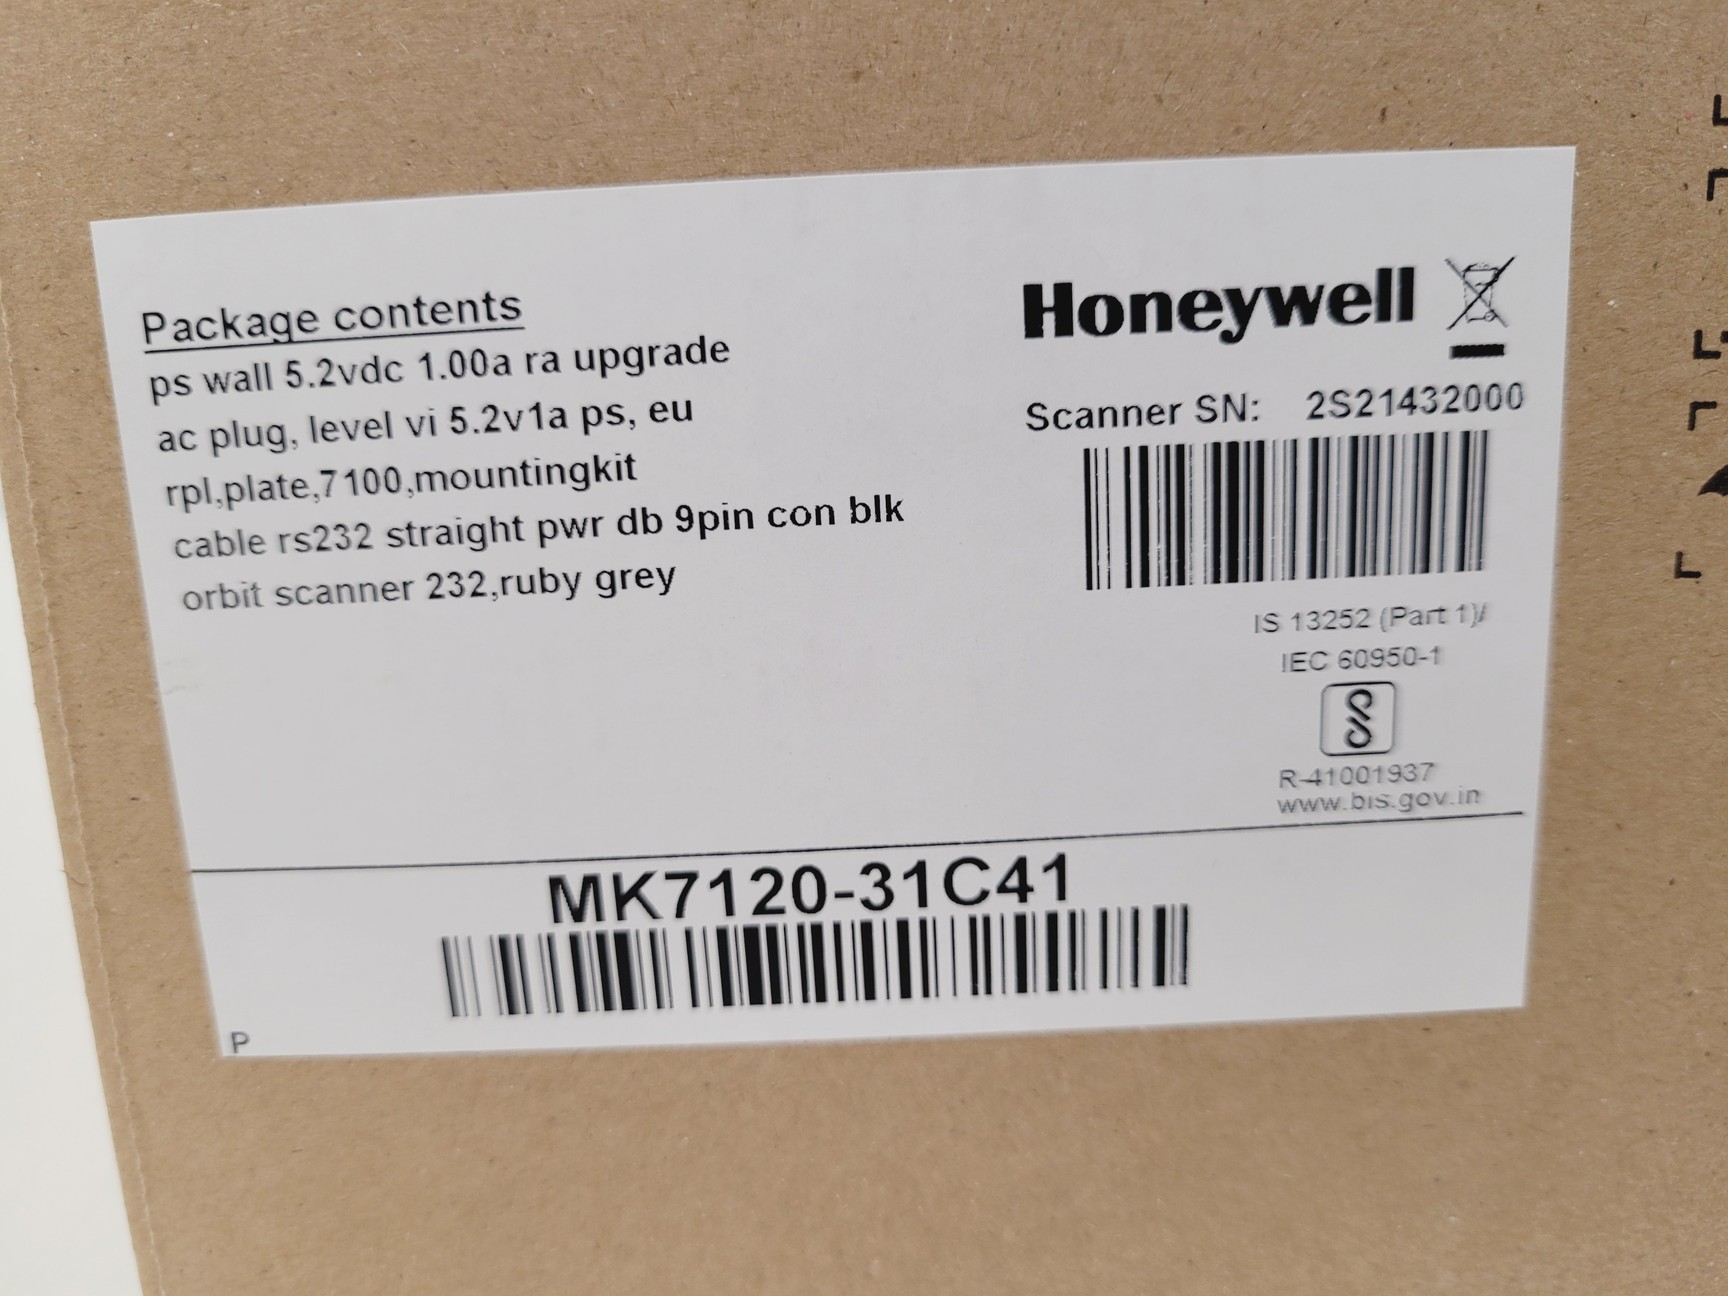 Package contents
ps wall 5.2vdc 1.00a ra upgrade
ac plug, level vi 5.2v1a ps, eu
rpl,plate,7100,mountingkit
cable rs232 straight pwr db 9pin con blk
orbit scanner 232,ruby grey
Honeywell
Scanner SN: 2S21432000
IS 13252 (Part 1)/
IEC 60950-1
R-41001937
www.bis.gov.in
MK7120-31C41
P